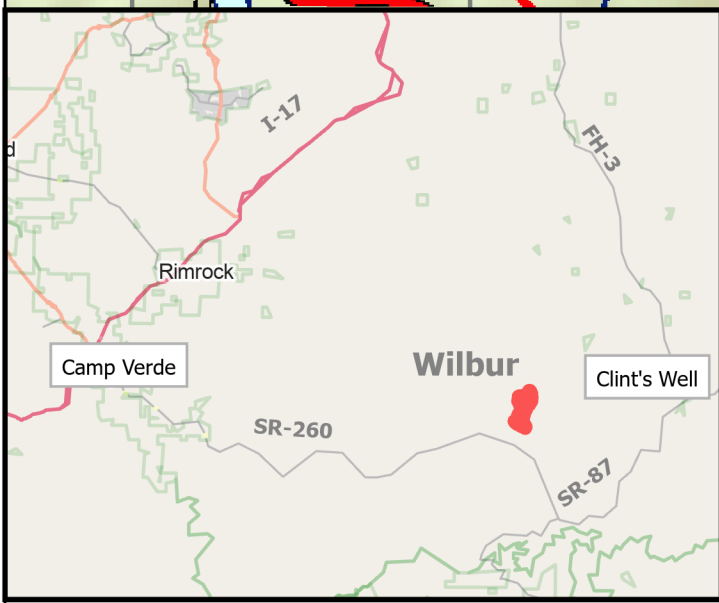 I-17
FH-3
d
Rimrock
Wilbur
Camp Verde
Clint's Well
SR-260
SR-87